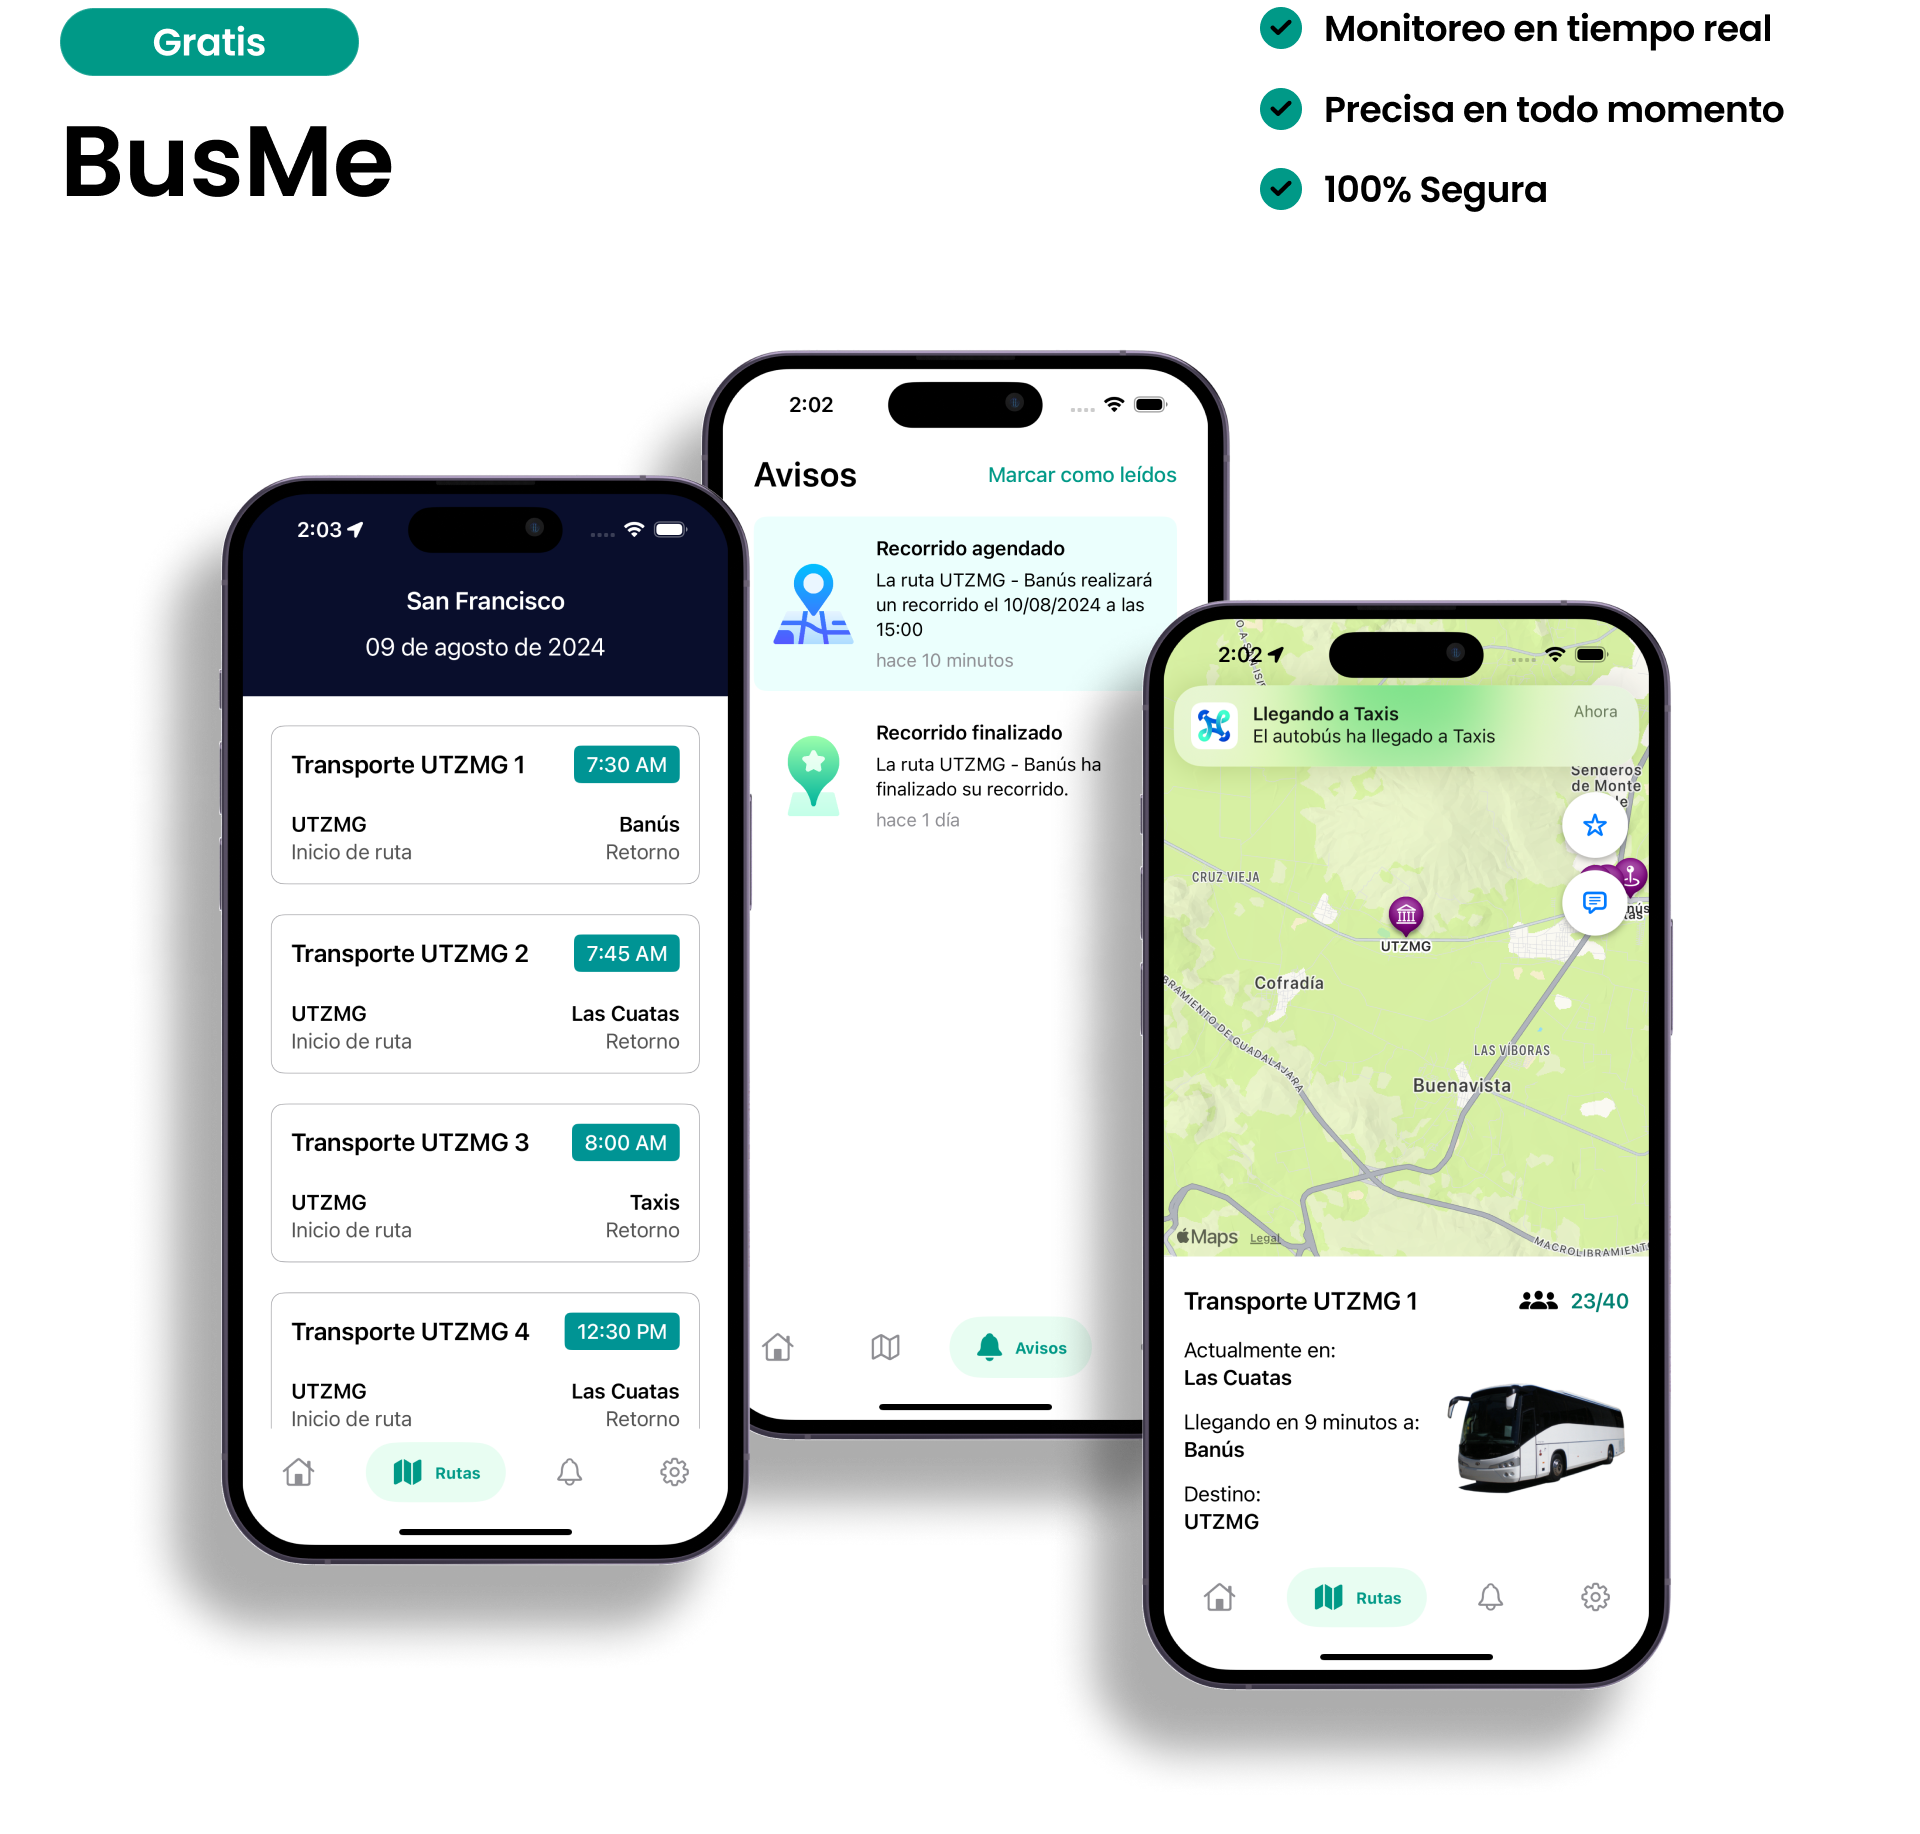 Gratis
BusMe
Monitoreo en tiempo real
Precisa en todo momento
100% Segura
2:03
San Francisco
09 de agosto de 2024
Transporte UTZMG 1
7:30 AM
UTZMG
Banús
Inicio de ruta
Retorno
Transporte UTZMG 2
7:45 AM
UTZMG
Las Cuatas
Inicio de ruta
Retorno
Transporte UTZMG 3
8:00 AM
UTZMG
Taxis
Inicio de ruta
Retorno
Transporte UTZMG 4
12:30 PM
UTZMG
Las Cuatas
Inicio de ruta
Retorno
Rutas
2:02
Avisos
Marcar como leídos
Recorrido agendado
La ruta UTZMG - Banús realizará
un recorrido el 10/08/2024 a las
15:00
hace 10 minutos
Recorrido finalizado
La ruta UTZMG - Banús ha
finalizado su recorrido.
hace 1 día
Avisos
2:02
Llegando a Taxis
Ahora
El autobús ha llegado a Taxis
Senderos
de Monte
CRUZ VIEJA
UTZMG
Cofradía
BRAMIENTO DE GUADALAJARA
LAS VÍBORAS
Buenavista
Maps
Legal
MACROLIBRAMIENT
Transporte UTZMG 1
23/40
Actualmente en:
Las Cuatas
Llegando en 9 minutos a:
Banús
Destino:
UTZMG
Rutas